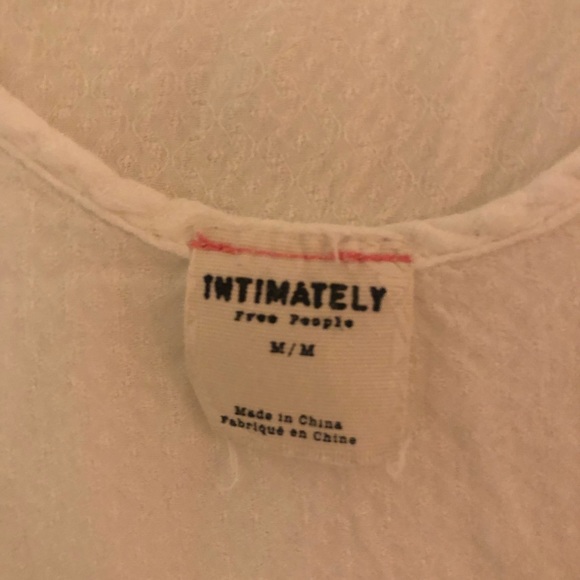 INTIMATELY
Free People
M/M
Made in China
Fabriqué en Chine